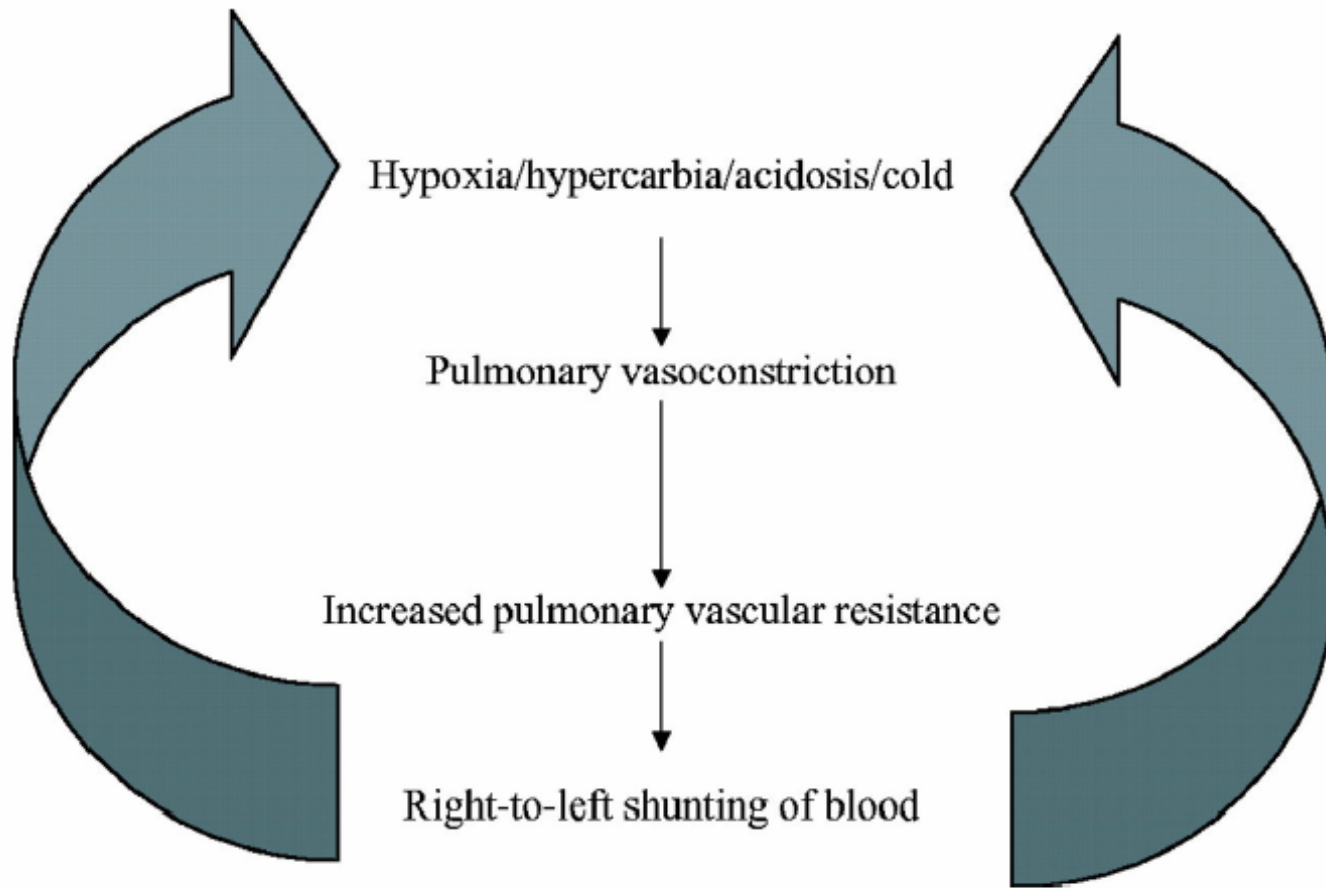 Hypoxia/hypercarbia/acidosis/cold
Pulmonary vasoconstriction
Increased pulmonary vascular resistance
Right-to-left shunting of blood